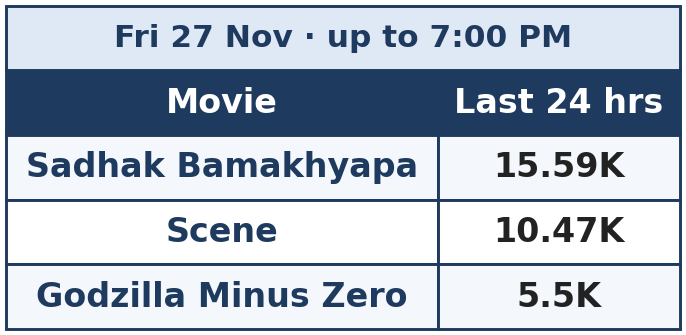 Fri 27 Nov · up to 7:00 PM
Movie Last 24 hrs
Sadhak Bamakhyapa 15.59K
Scene 10.47K
Godzilla Minus Zero 5.5K